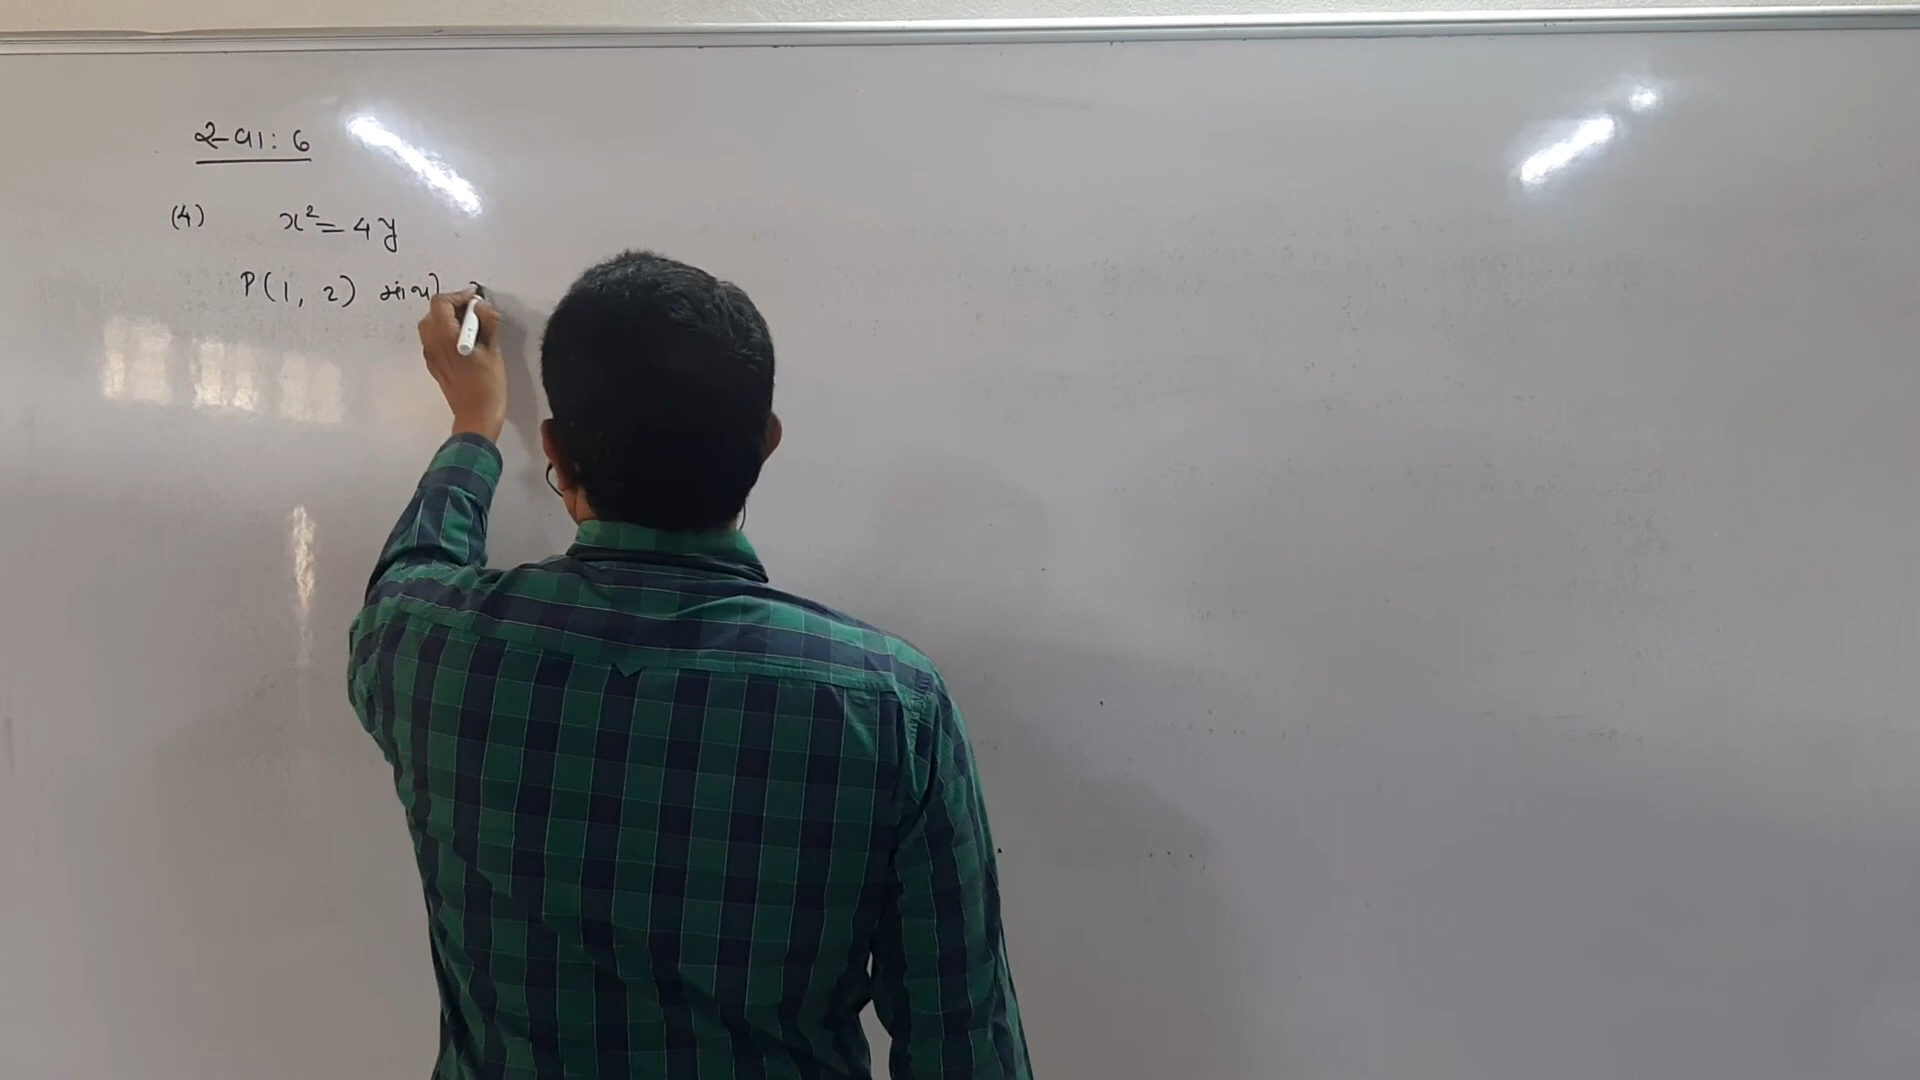 સ્વા: 6
(4) x² = 4y
P(1, 2) માંથી